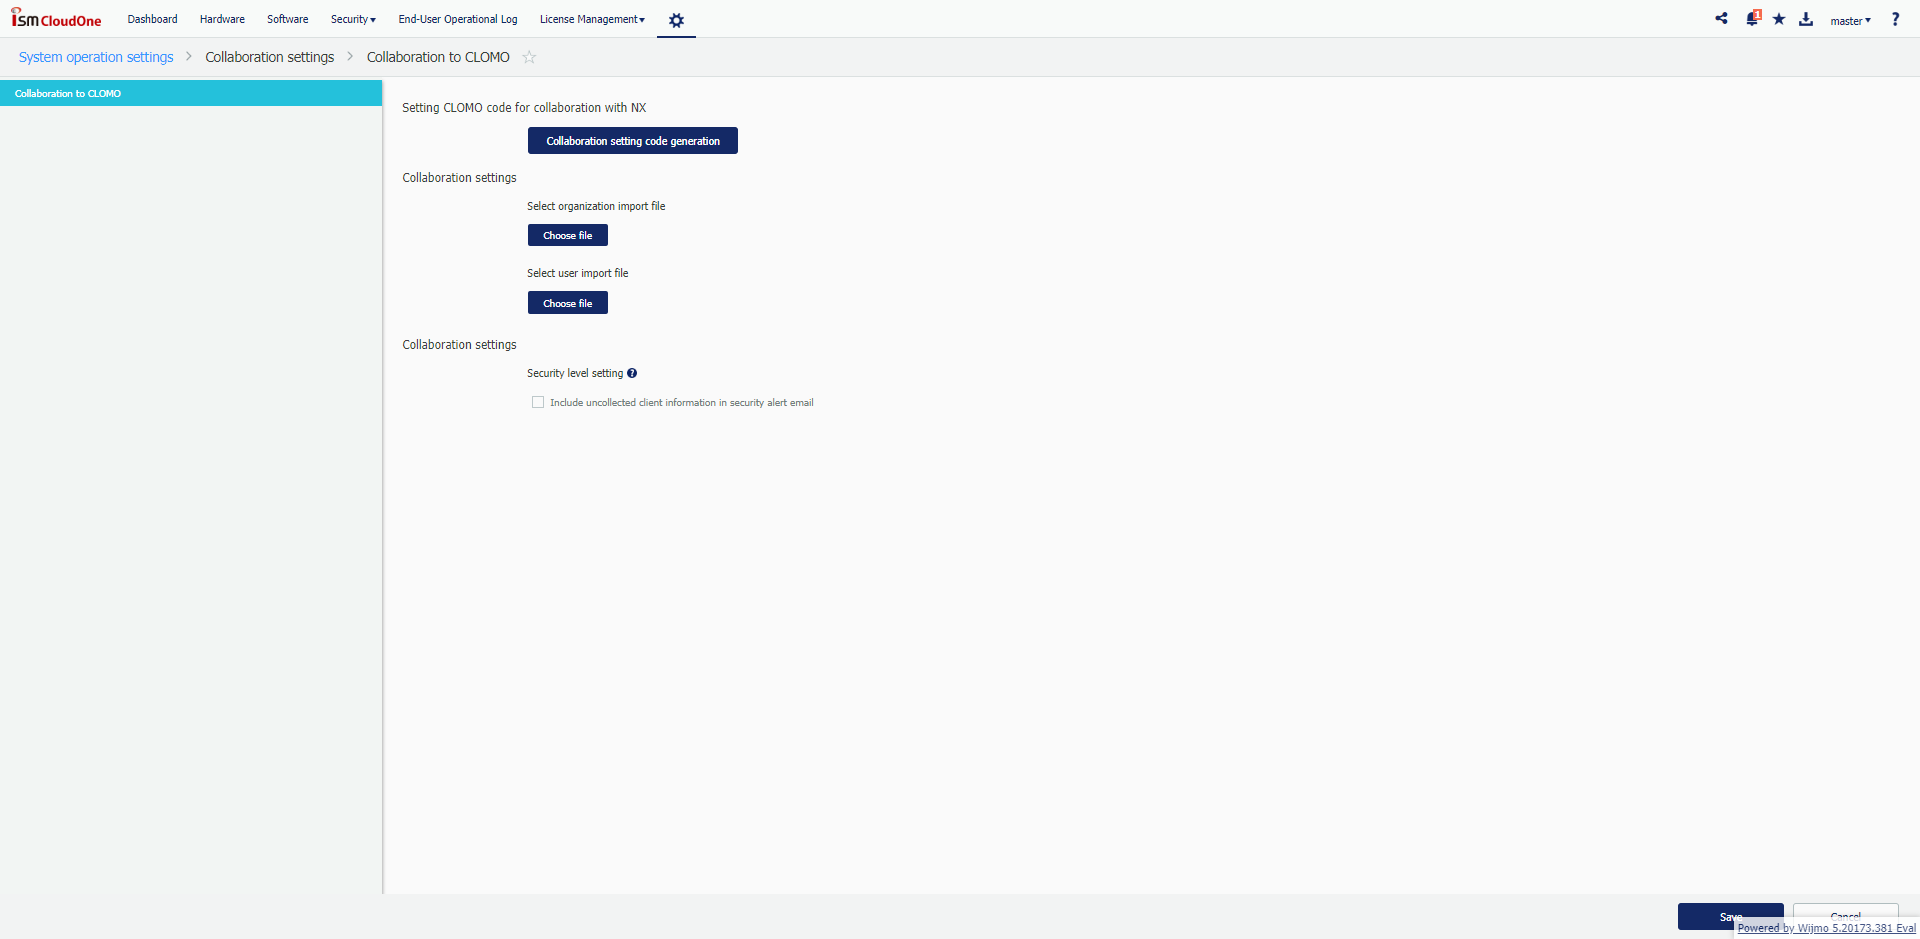 ism CloudOne Dashboard Hardware Software Security End-User Operational Log License Management 1 master ?
System operation settings > Collaboration settings > Collaboration to CLOMO
Collaboration to CLOMO
Setting CLOMO code for collaboration with NX
Collaboration setting code generation
Collaboration settings
Select organization import file
Choose file
Select user import file
Choose file
Collaboration settings
Security level setting ?
Include uncollected client information in security alert email
Save Cancel
Powered by Wijmo 5.20173.381 Eval